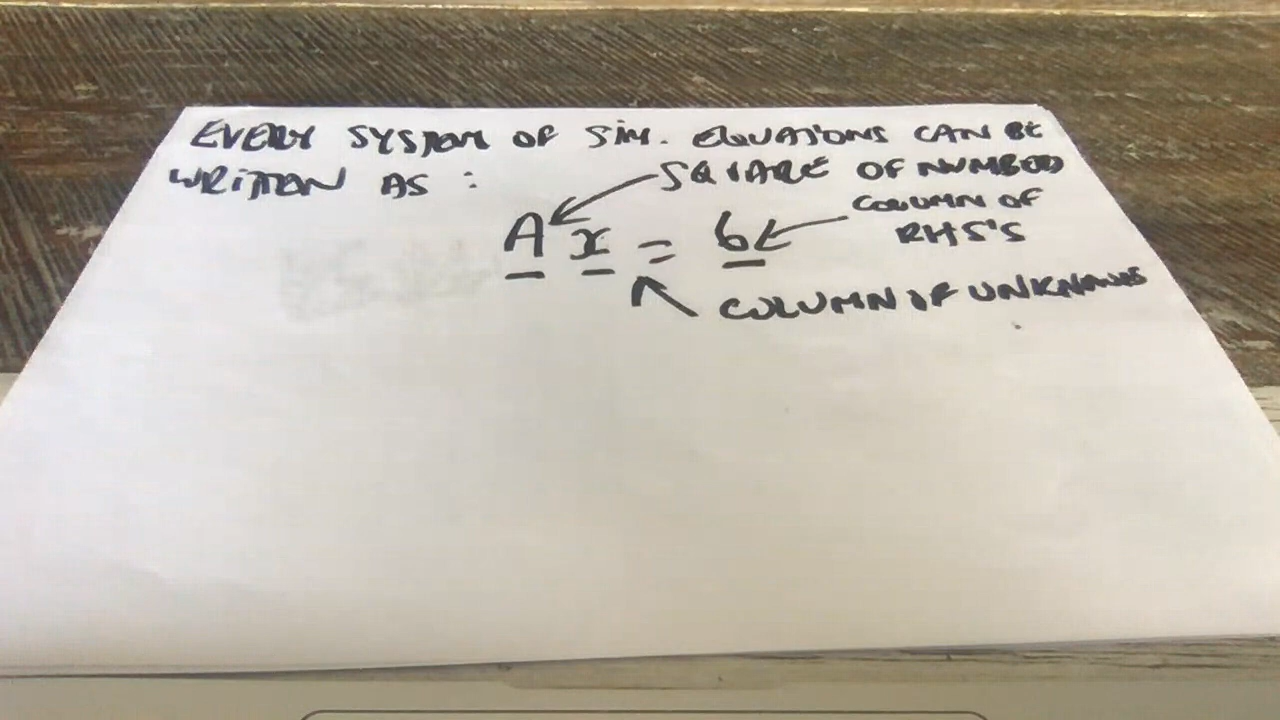 EVERY SYSTEM OF SIM. EQUATIONS CAN BE
WRITTEN AS :
SQUARE OF NUMBERS
A x = b
COLUMN OF
RHS'S
COLUMN OF UNKNOWNS